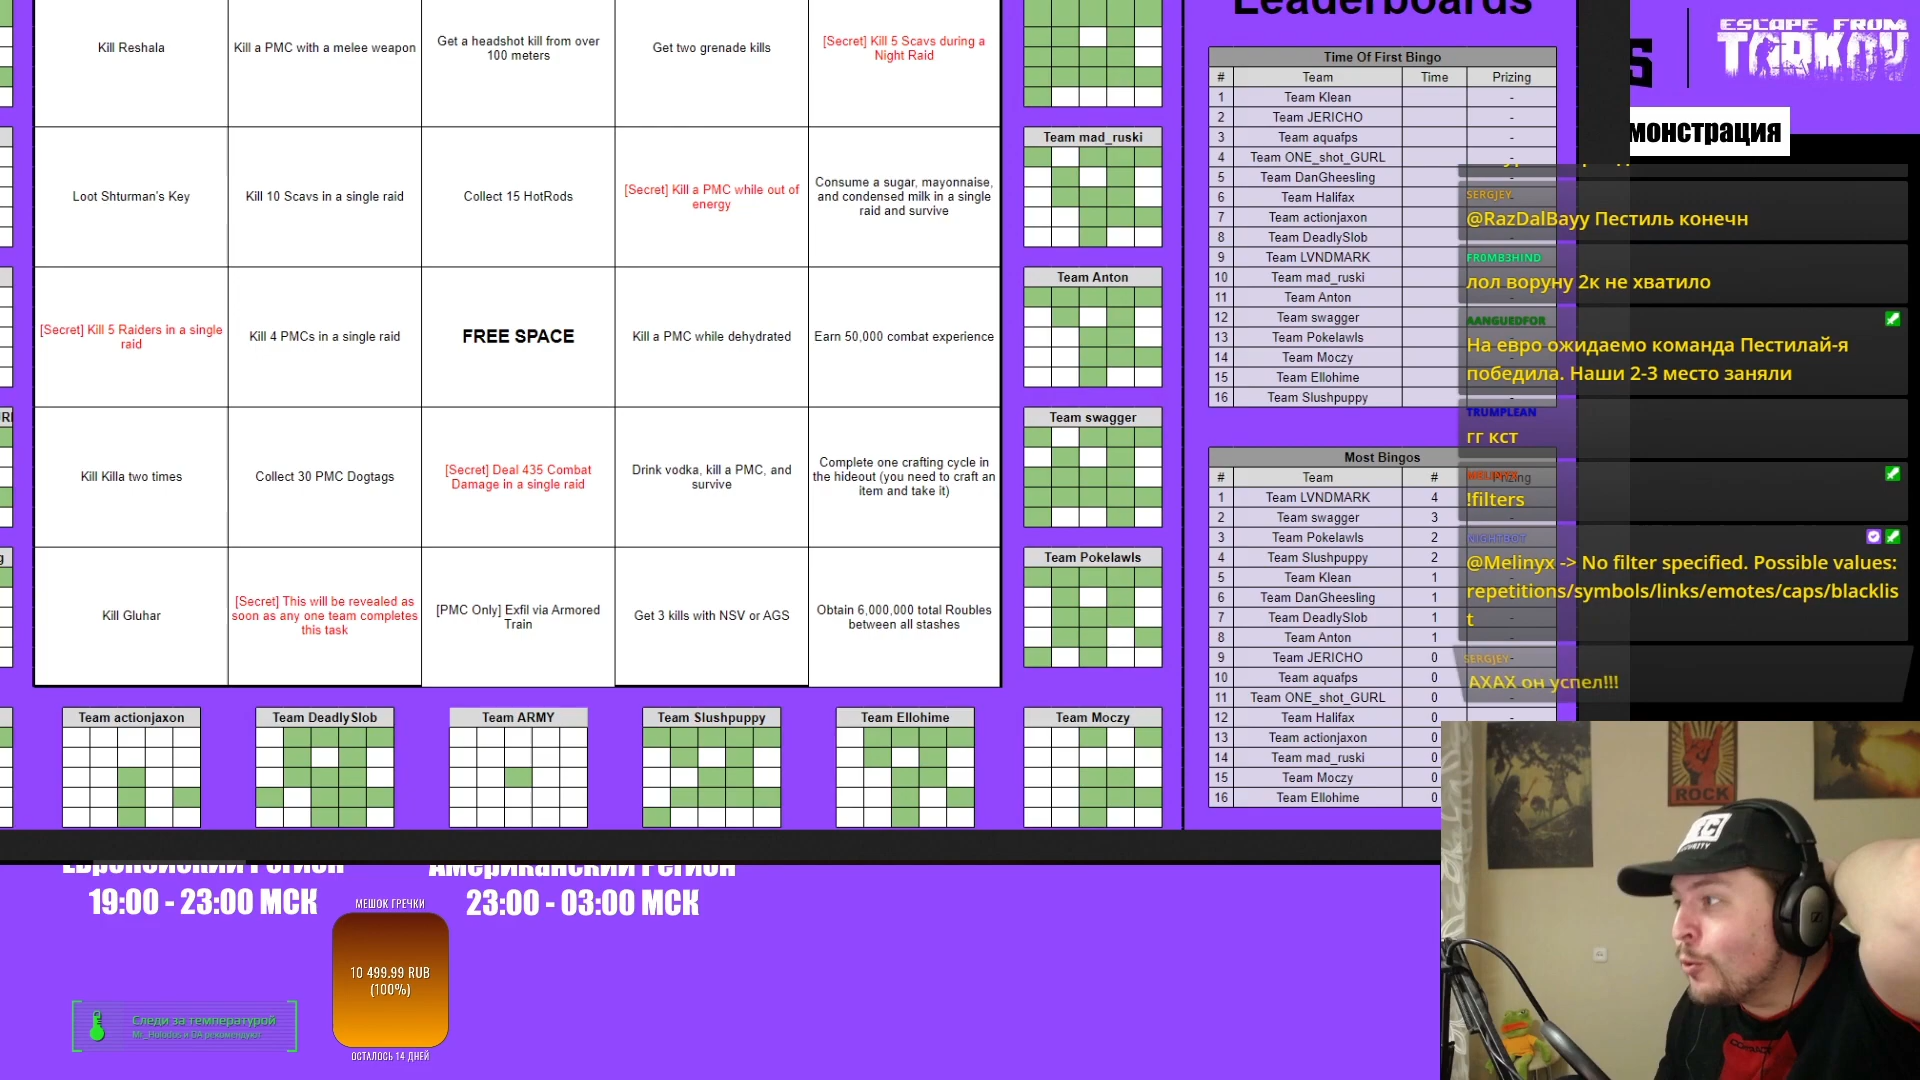 Leaderboards
ESCAPE FROM
TARKOV
S
монстрация
Kill Reshala
Kill a PMC with a melee weapon
Get a headshot kill from over
100 meters
Get two grenade kills
[Secret] Kill 5 Scavs during a
Night Raid
Loot Shturman's Key
Kill 10 Scavs in a single raid
Collect 15 HotRods
[Secret] Kill a PMC while out of
energy
Consume a sugar, mayonnaise,
and condensed milk in a single
raid and survive
[Secret] Kill 5 Raiders in a single
raid
Kill 4 PMCs in a single raid
FREE SPACE
Kill a PMC while dehydrated
Earn 50,000 combat experience
Kill Killa two times
Collect 30 PMC Dogtags
[Secret] Deal 435 Combat
Damage in a single raid
Drink vodka, kill a PMC, and
survive
Complete one crafting cycle in
the hideout (you need to craft an
item and take it)
Kill Gluhar
[Secret] This will be revealed as
soon as any one team completes
this task
[PMC Only] Exfil via Armored
Train
Get 3 kills with NSV or AGS
Obtain 6,000,000 total Roubles
between all stashes
Team mad_ruski
Team Anton
Team swagger
Team Pokelawls
Team actionjaxon
Team DeadlySlob
Team ARMY
Team Slushpuppy
Team Ellohime
Team Moczy
Time Of First Bingo
# Team Time Prizing
1 Team Klean -
2 Team JERICHO -
3 Team aquafps -
4 Team ONE_shot_GURL -
5 Team DanGheesling
6 Team Halifax
7 Team actionjaxon
8 Team DeadlySlob
9 Team LVNDMARK
10 Team mad_ruski
11 Team Anton
12 Team swagger
13 Team Pokelawls
14 Team Moczy
15 Team Ellohime
16 Team Slushpuppy
Most Bingos
# Team # Prizing
1 Team LVNDMARK 4
2 Team swagger 3
3 Team Pokelawls 2
4 Team Slushpuppy 2
5 Team Klean 1
6 Team DanGheesling 1
7 Team DeadlySlob 1
8 Team Anton 1
9 Team JERICHO 0
10 Team aquafps 0
11 Team ONE_shot_GURL 0
12 Team Halifax 0
13 Team actionjaxon 0
14 Team mad_ruski 0
15 Team Moczy 0
16 Team Ellohime 0
SERGJEY
@RazDalBayy Пестиль конечн
FR0MB3HIND
лол воруну 2к не хватило
AANGUEDFOR
На евро ожидаемо команда Пестилай-я
победила. Наши 2-3 место заняли
TRUMPLEAN
гг кст
MELINYX
!filters
NIGHTBOT
@Melinyx -> No filter specified. Possible values:
repetitions/symbols/links/emotes/caps/blacklis
t
SERGJEY
АХАХ он успел!!!
Европейский Регион
19:00 - 23:00 МСК
Американский Регион
23:00 - 03:00 МСК
МЕШОК ГРЕЧКИ
10 499.99 RUB
(100%)
ОСТАЛОСЬ 14 ДНЕЙ
Следи за температурой
Mr_Holodos и DA рекомендуют
ROCK
SECURITY